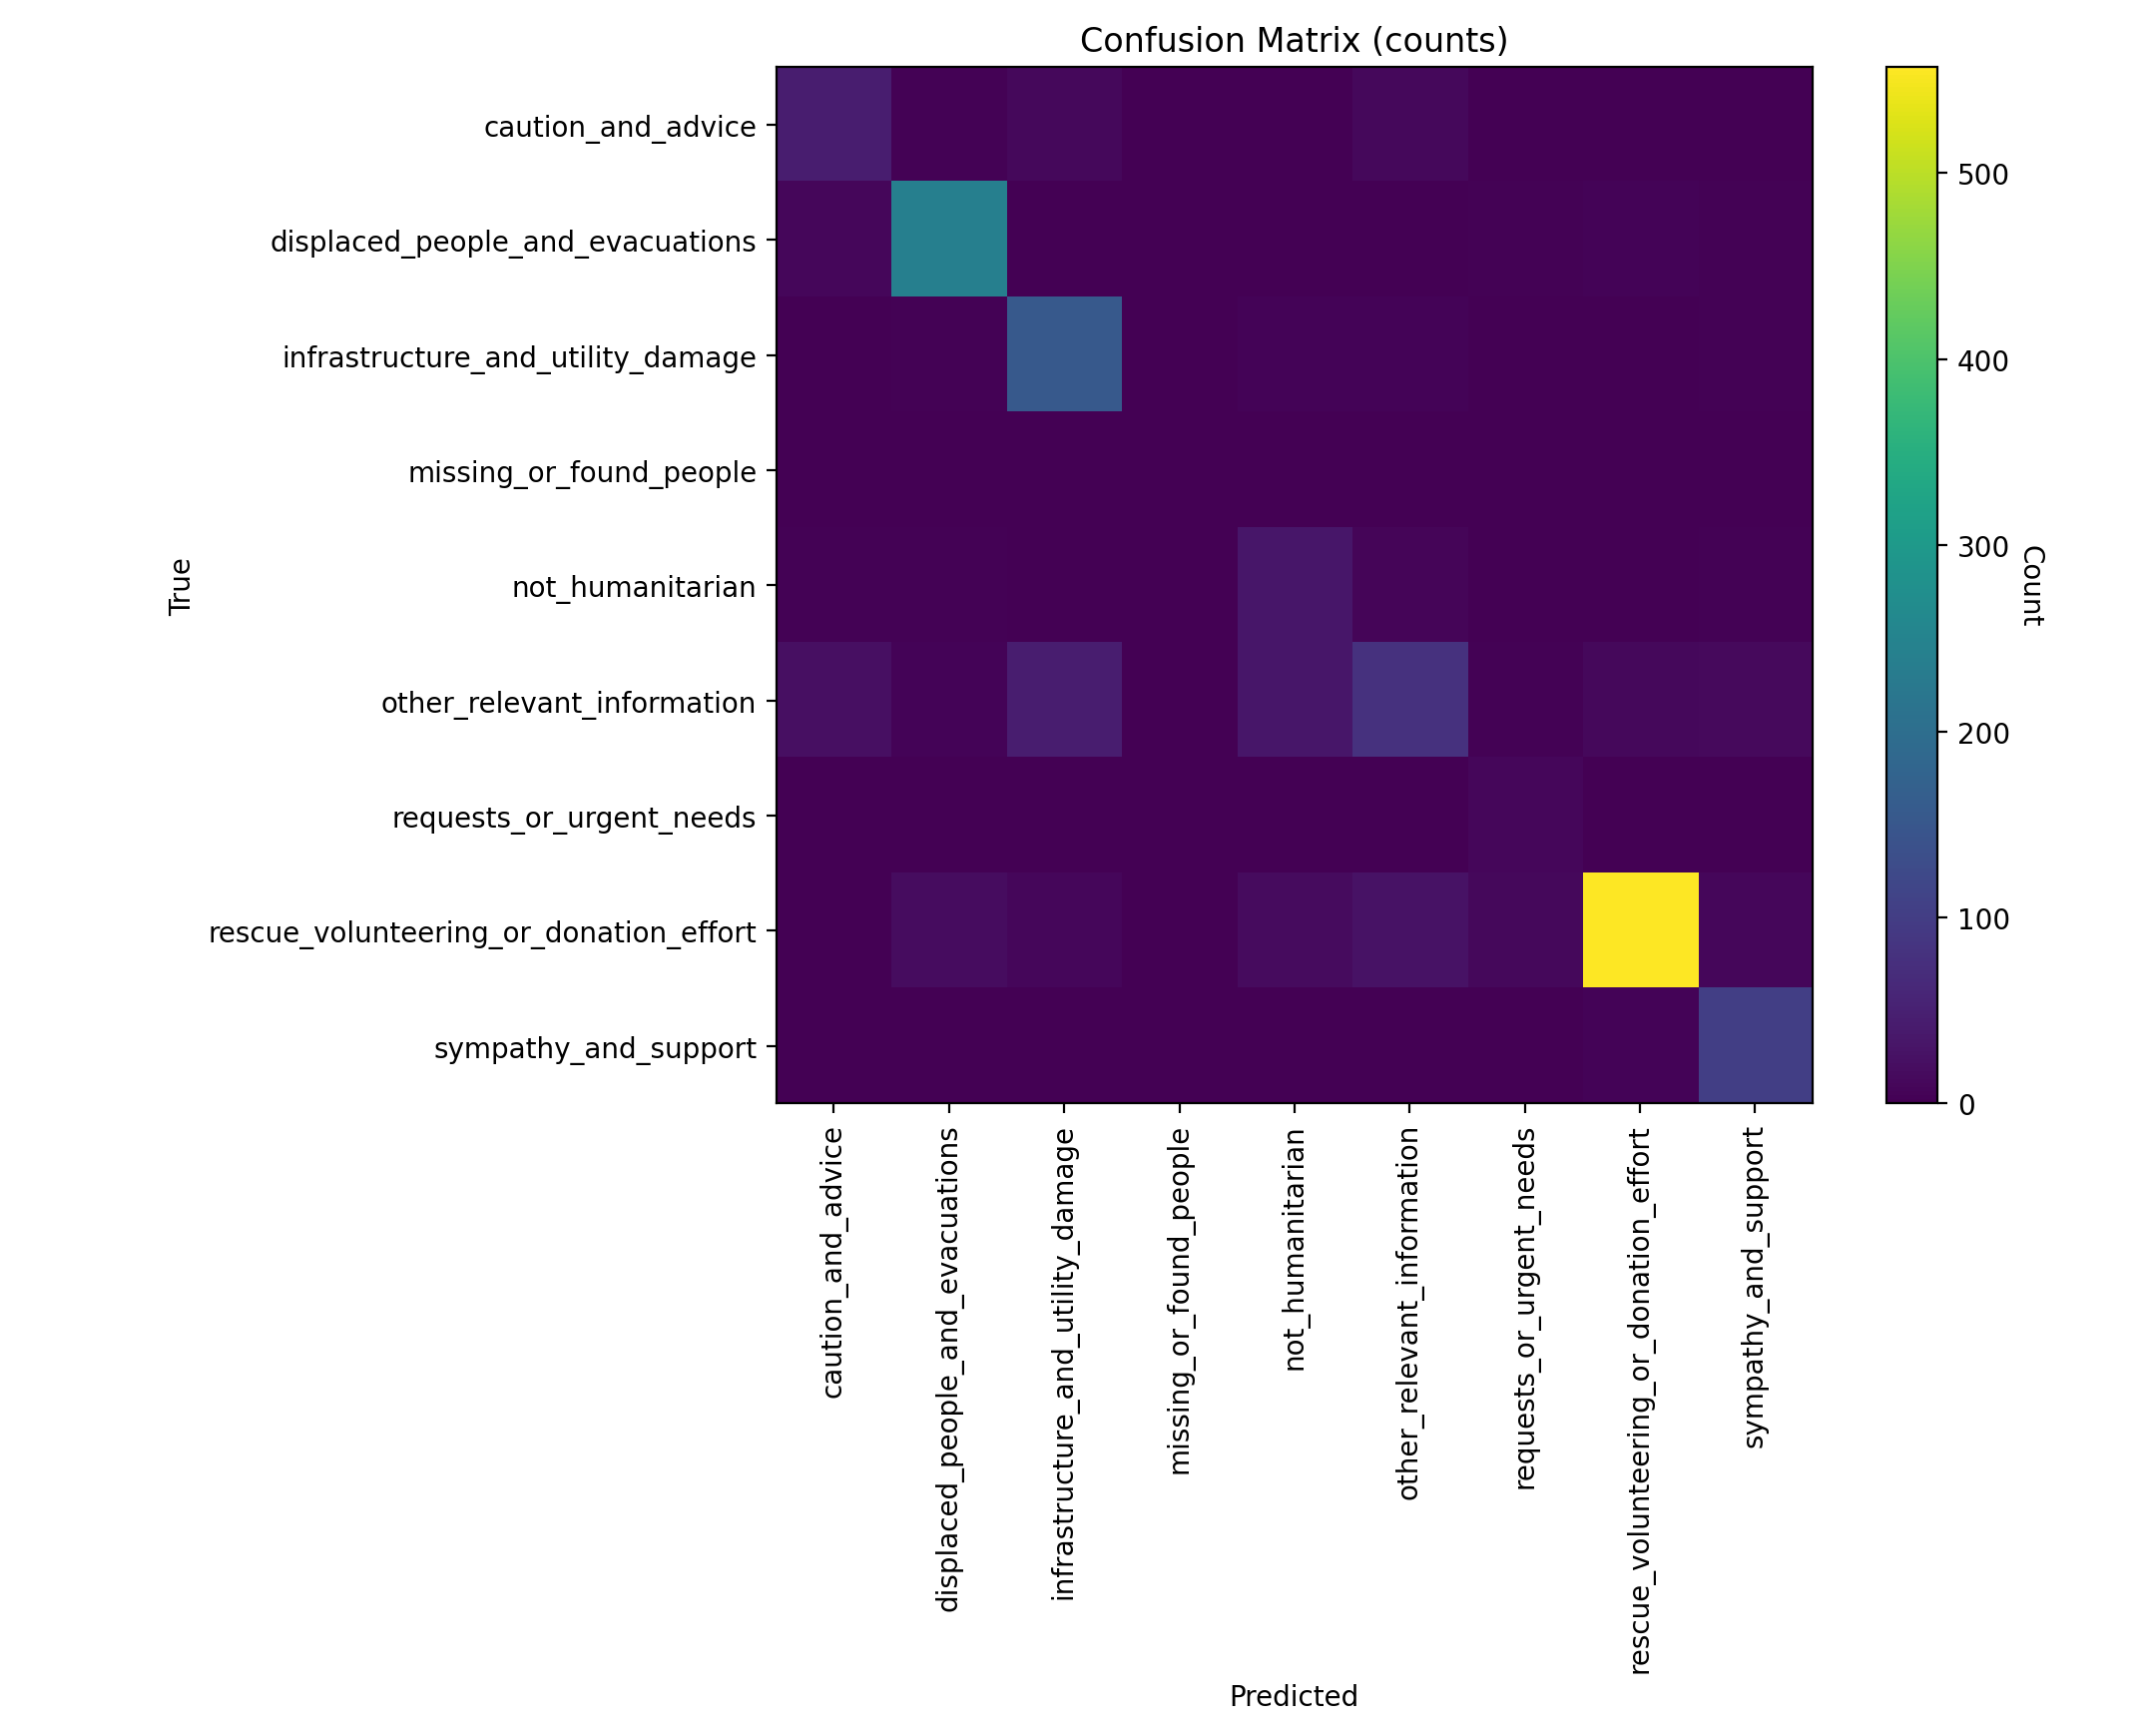 Confusion Matrix (counts)
caution_and_advice
displaced_people_and_evacuations
infrastructure_and_utility_damage
missing_or_found_people
not_humanitarian
other_relevant_information
requests_or_urgent_needs
rescue_volunteering_or_donation_effort
sympathy_and_support
True
caution_and_advice
displaced_people_and_evacuations
infrastructure_and_utility_damage
missing_or_found_people
not_humanitarian
other_relevant_information
requests_or_urgent_needs
rescue_volunteering_or_donation_effort
sympathy_and_support
Predicted
500
400
300
200
100
0
Count